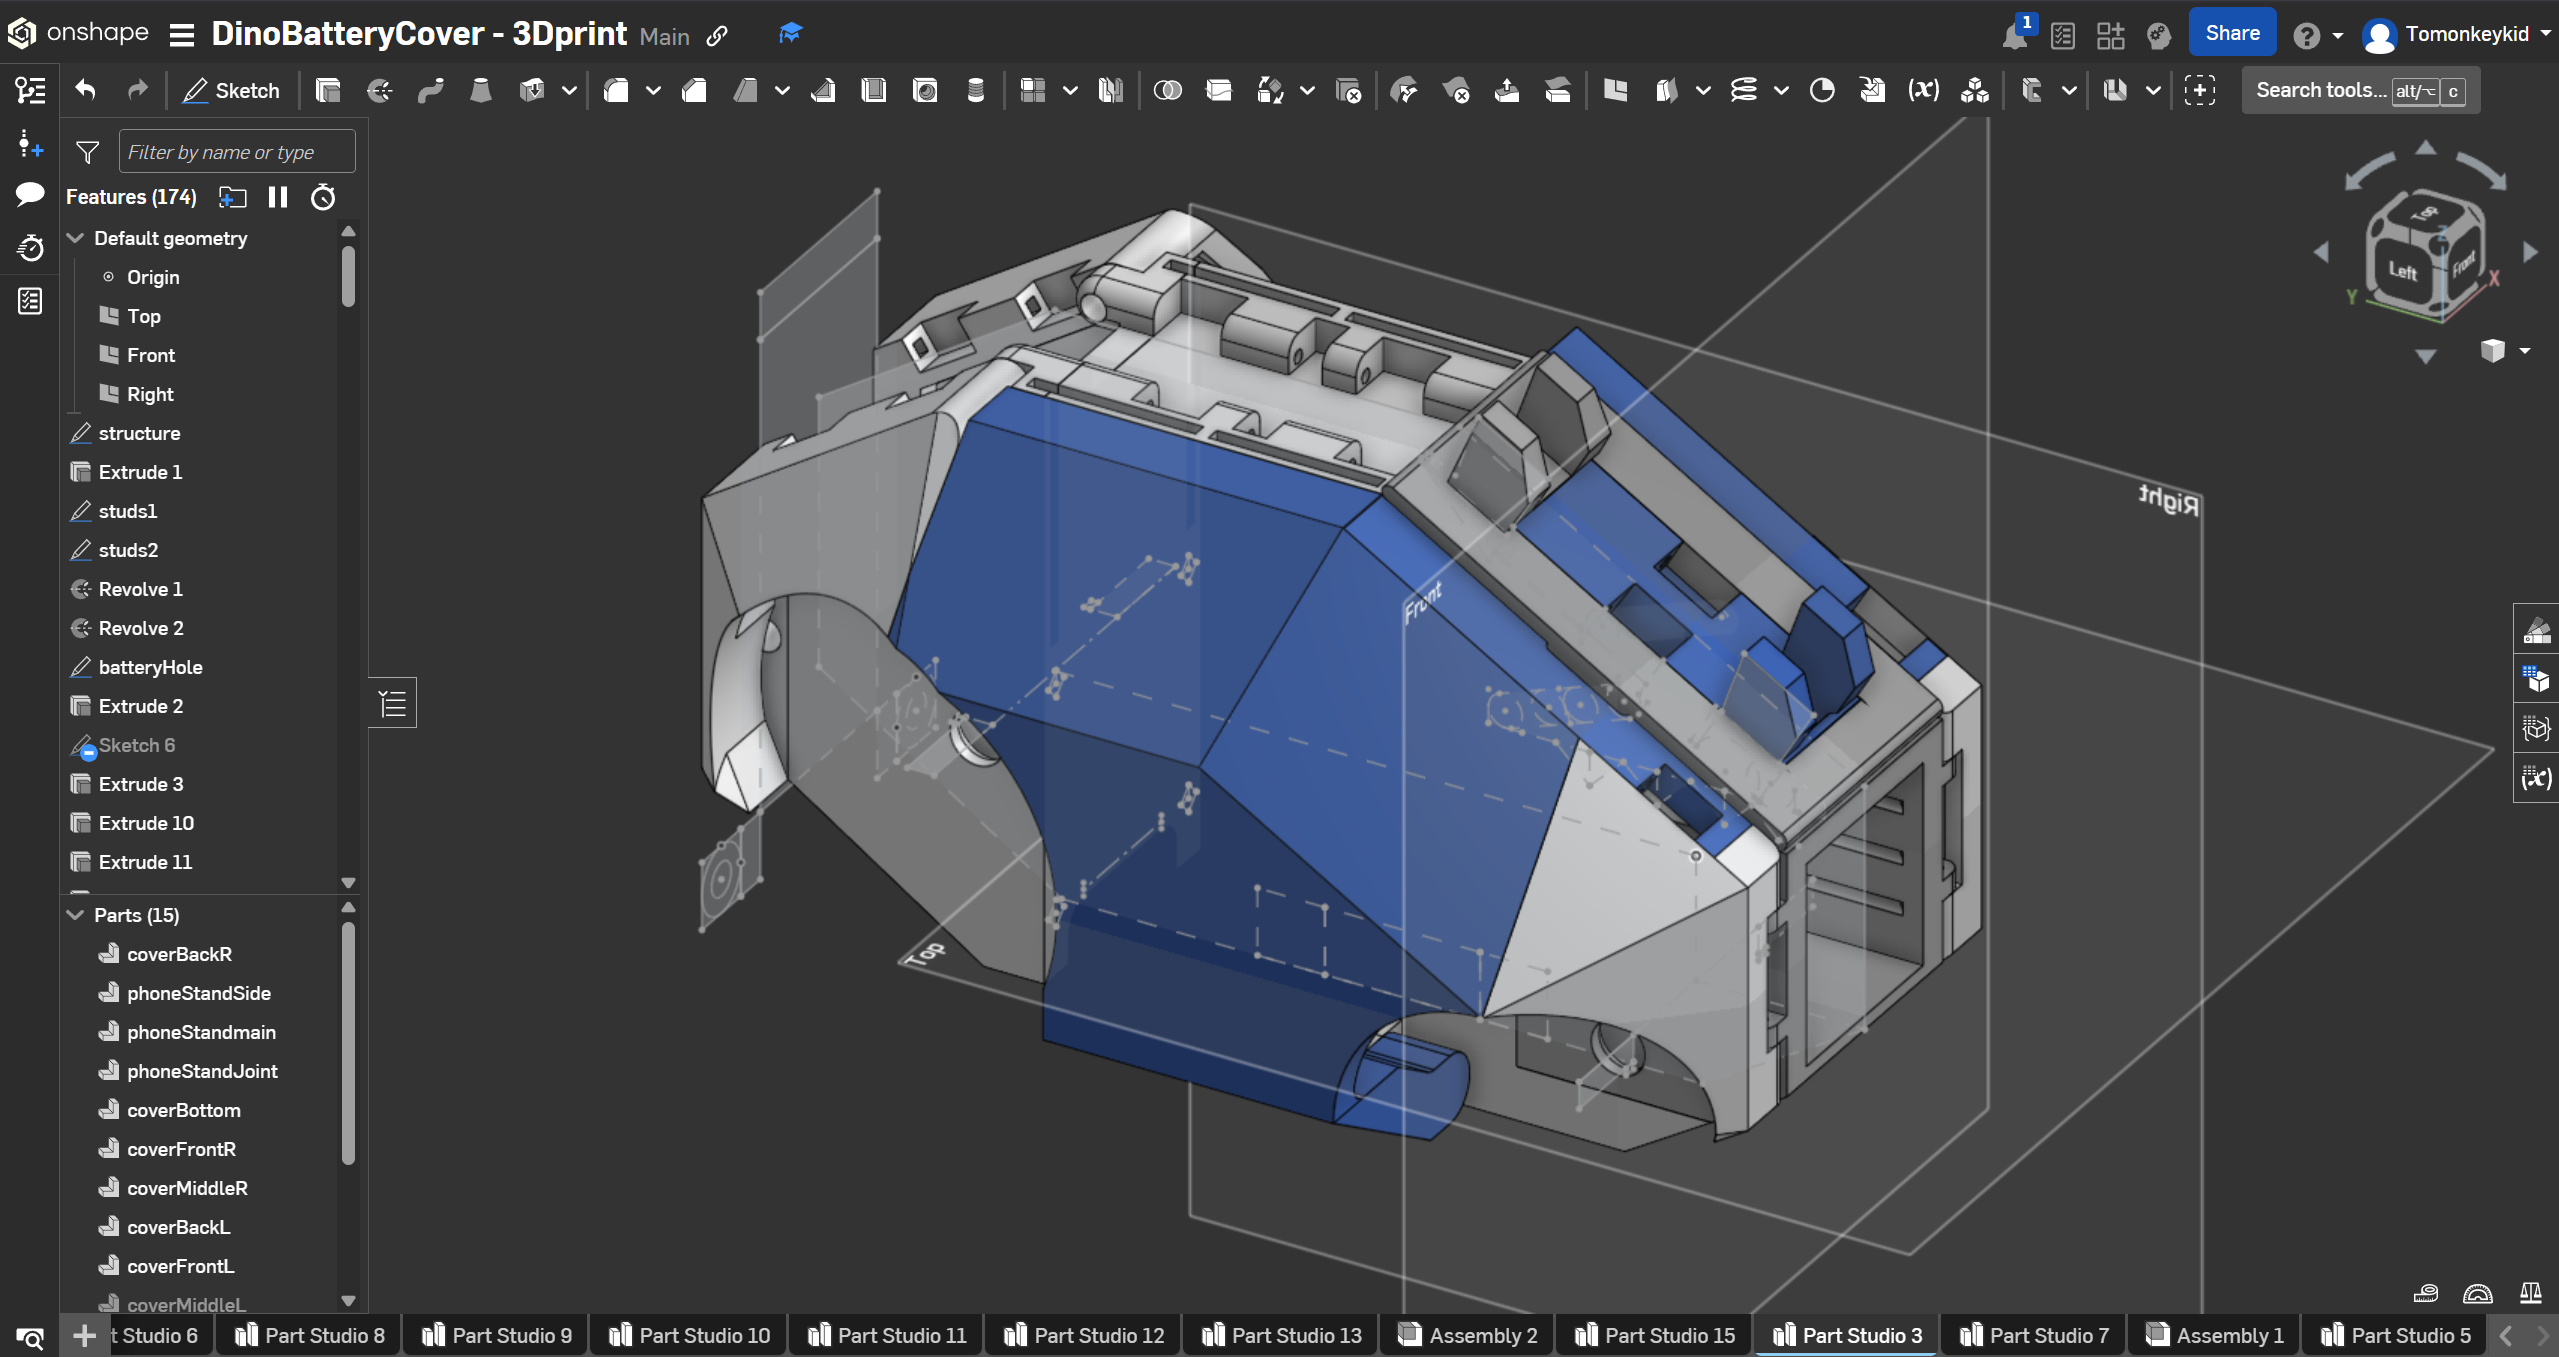 onshape
DinoBatteryCover - 3Dprint Main
1
Share
Tomonkeykid
Sketch
Search tools... alt/⌥ c
Filter by name or type
Features (174)
Default geometry
Origin
Top
Front
Right
structure
Extrude 1
studs1
studs2
Revolve 1
Revolve 2
batteryHole
Extrude 2
Sketch 6
Extrude 3
Extrude 10
Extrude 11
Parts (15)
coverBackR
phoneStandSide
phoneStandmain
phoneStandJoint
coverBottom
coverFrontR
coverMiddleR
coverBackL
coverFrontL
coverMiddleL
Right
Front
Top
Top
Left
Front
Z
X
Y
t Studio 6
Part Studio 8
Part Studio 9
Part Studio 10
Part Studio 11
Part Studio 12
Part Studio 13
Assembly 2
Part Studio 15
Part Studio 3
Part Studio 7
Assembly 1
Part Studio 5